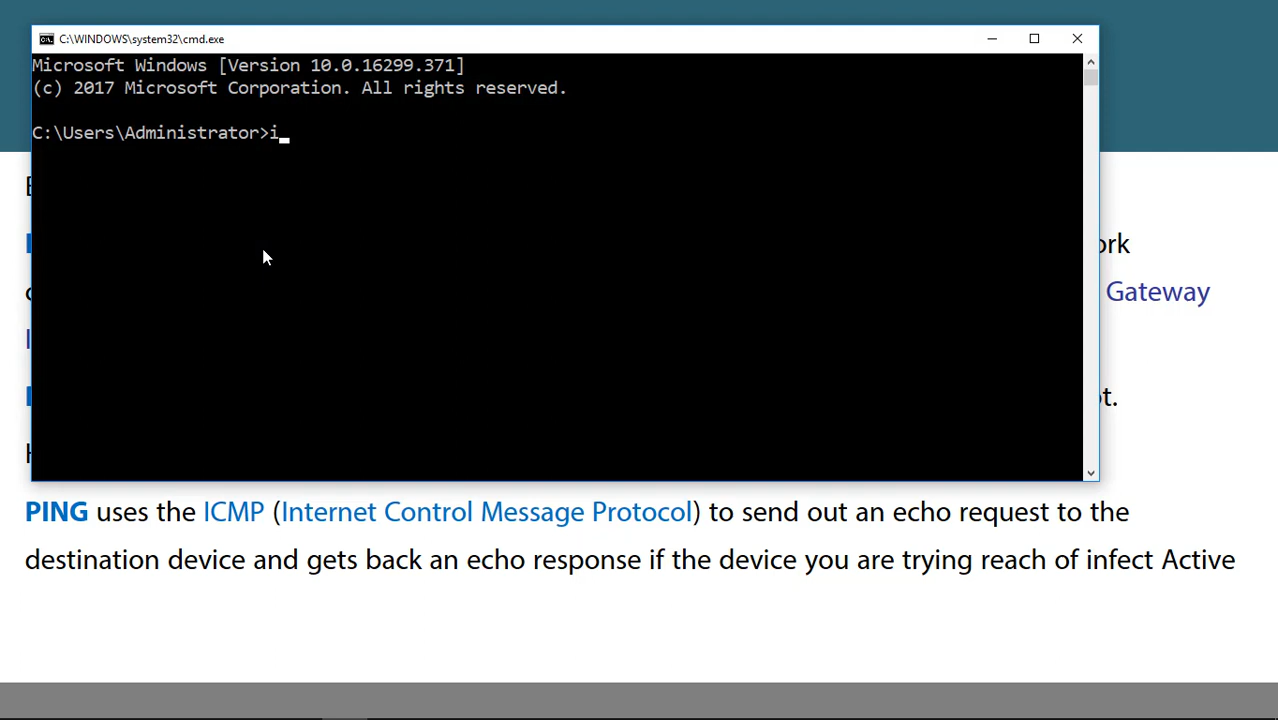 C:\WINDOWS\system32\cmd.exe
Microsoft Windows [Version 10.0.16299.371]
(c) 2017 Microsoft Corporation. All rights reserved.
C:\Users\Administrator>i_
Gateway
PING uses the ICMP (Internet Control Message Protocol) to send out an echo request to the
destination device and gets back an echo response if the device you are trying reach of infect Active